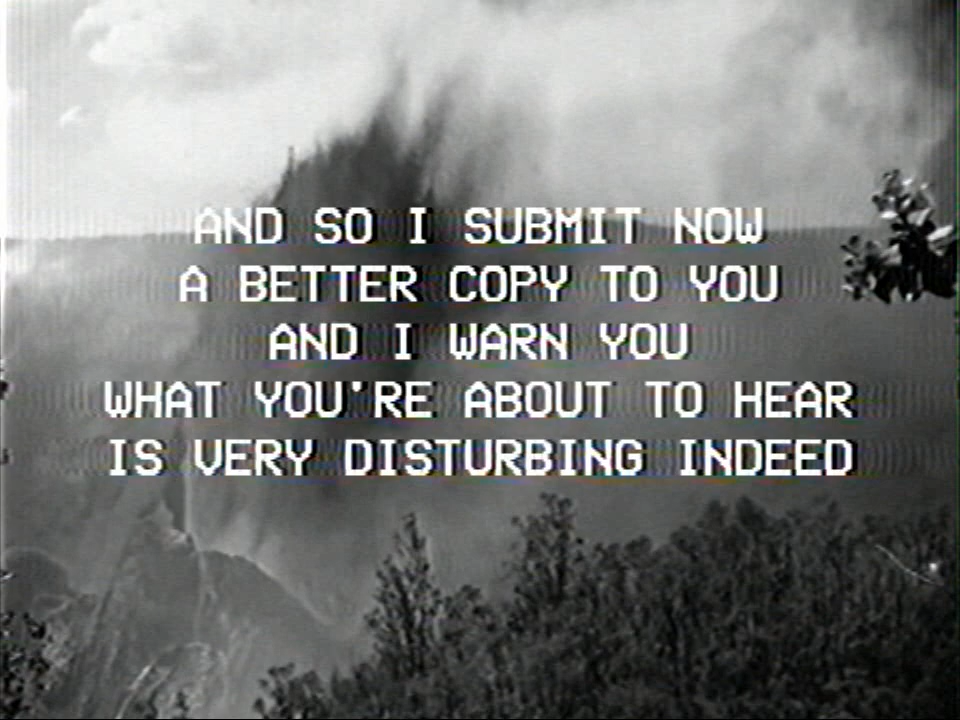 AND SO I SUBMIT NOW
A BETTER COPY TO YOU
AND I WARN YOU
WHAT YOU'RE ABOUT TO HEAR
IS VERY DISTURBING INDEED